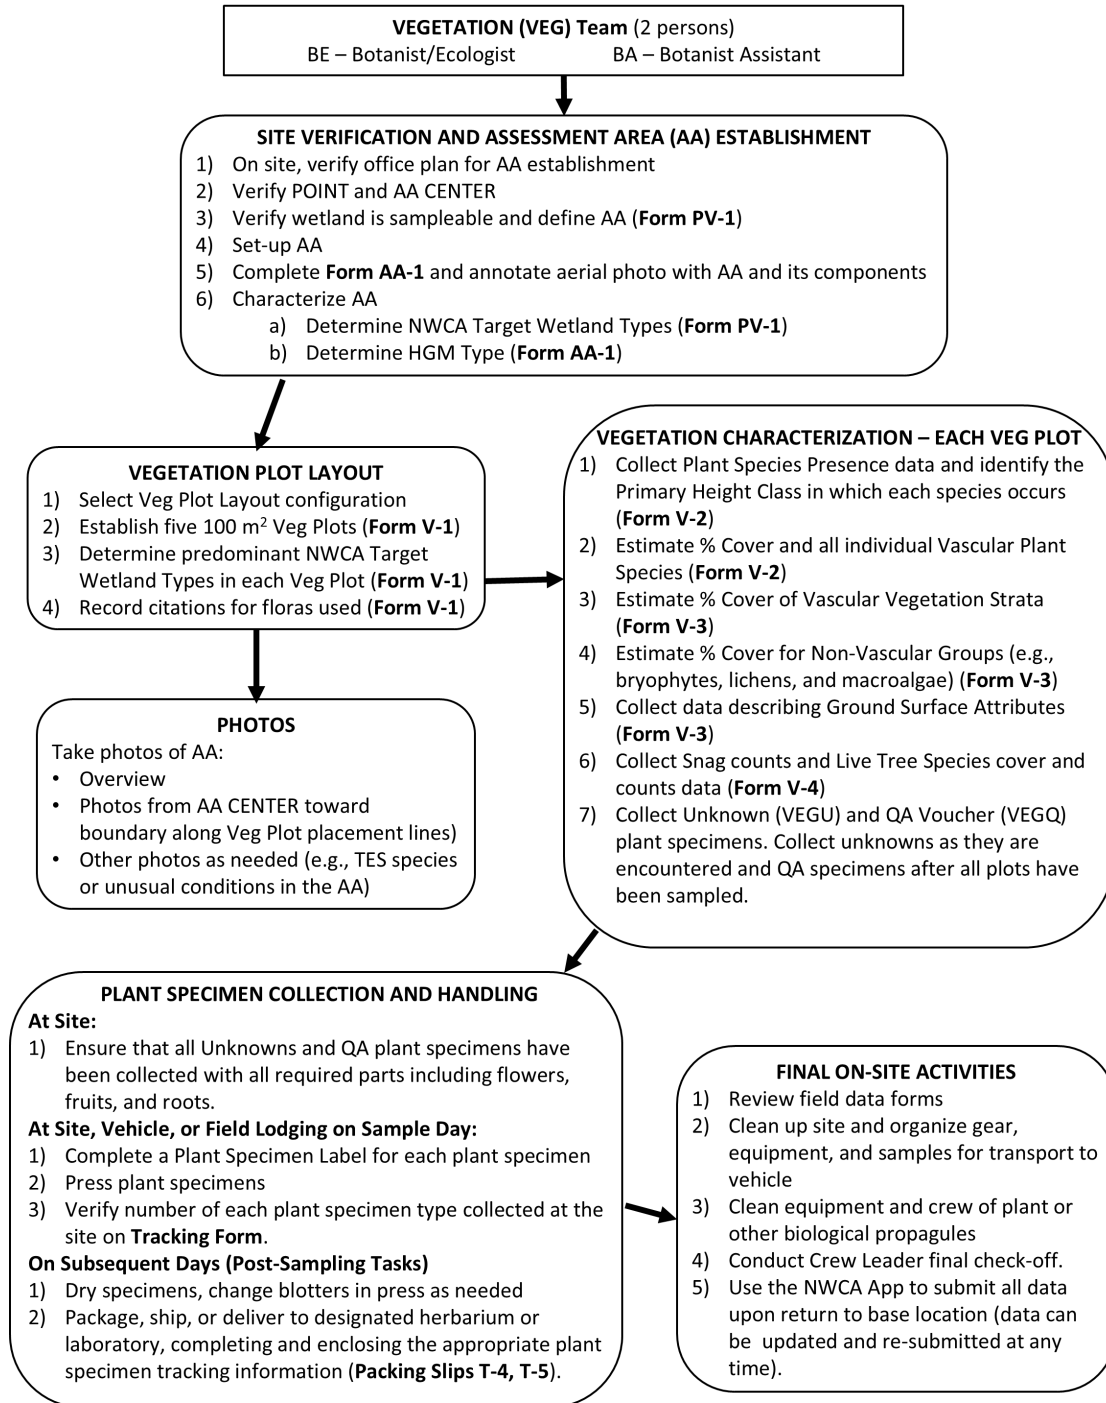 VEGETATION (VEG) Team (2 persons)
BE – Botanist/Ecologist BA – Botanist Assistant
SITE VERIFICATION AND ASSESSMENT AREA (AA) ESTABLISHMENT
1) On site, verify office plan for AA establishment
2) Verify POINT and AA CENTER
3) Verify wetland is sampleable and define AA (Form PV-1)
4) Set-up AA
5) Complete Form AA-1 and annotate aerial photo with AA and its components
6) Characterize AA
a) Determine NWCA Target Wetland Types (Form PV-1)
b) Determine HGM Type (Form AA-1)
VEGETATION PLOT LAYOUT
1) Select Veg Plot Layout configuration
2) Establish five 100 m² Veg Plots (Form V-1)
3) Determine predominant NWCA Target
Wetland Types in each Veg Plot (Form V-1)
4) Record citations for floras used (Form V-1)
PHOTOS
Take photos of AA:
• Overview
• Photos from AA CENTER toward
boundary along Veg Plot placement lines)
• Other photos as needed (e.g., TES species
or unusual conditions in the AA)
VEGETATION CHARACTERIZATION – EACH VEG PLOT
1) Collect Plant Species Presence data and identify the
Primary Height Class in which each species occurs
(Form V-2)
2) Estimate % Cover and all individual Vascular Plant
Species (Form V-2)
3) Estimate % Cover of Vascular Vegetation Strata
(Form V-3)
4) Estimate % Cover for Non-Vascular Groups (e.g.,
bryophytes, lichens, and macroalgae) (Form V-3)
5) Collect data describing Ground Surface Attributes
(Form V-3)
6) Collect Snag counts and Live Tree Species cover and
counts data (Form V-4)
7) Collect Unknown (VEGU) and QA Voucher (VEGQ)
plant specimens. Collect unknowns as they are
encountered and QA specimens after all plots have
been sampled.
PLANT SPECIMEN COLLECTION AND HANDLING
At Site:
1) Ensure that all Unknowns and QA plant specimens have
been collected with all required parts including flowers,
fruits, and roots.
At Site, Vehicle, or Field Lodging on Sample Day:
1) Complete a Plant Specimen Label for each plant specimen
2) Press plant specimens
3) Verify number of each plant specimen type collected at the
site on Tracking Form.
On Subsequent Days (Post-Sampling Tasks)
1) Dry specimens, change blotters in press as needed
2) Package, ship, or deliver to designated herbarium or
laboratory, completing and enclosing the appropriate plant
specimen tracking information (Packing Slips T-4, T-5).
FINAL ON-SITE ACTIVITIES
1) Review field data forms
2) Clean up site and organize gear,
equipment, and samples for transport to
vehicle
3) Clean equipment and crew of plant or
other biological propagules
4) Conduct Crew Leader final check-off.
5) Use the NWCA App to submit all data
upon return to base location (data can
be updated and re-submitted at any
time).